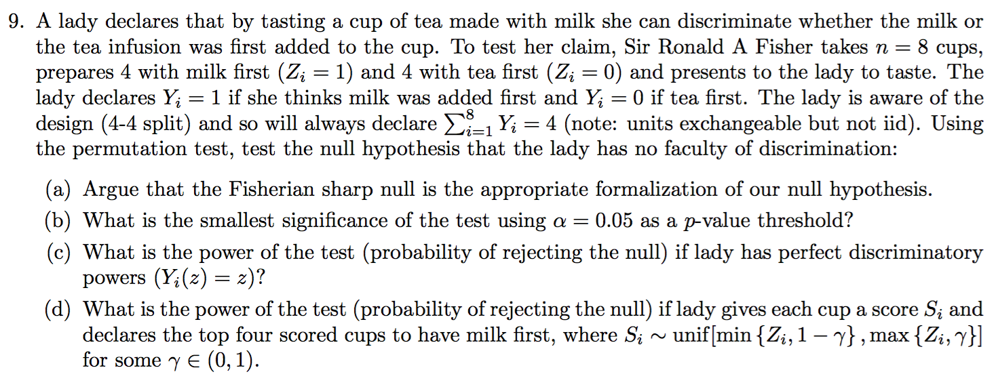 9. A lady declares that by tasting a cup of tea made with milk she can discriminate whether the milk or
the tea infusion was first added to the cup. To test her claim, Sir Ronald A Fisher takes n = 8 cups,
prepares 4 with milk first (Z_i = 1) and 4 with tea first (Z_i = 0) and presents to the lady to taste. The
lady declares Y_i = 1 if she thinks milk was added first and Y_i = 0 if tea first. The lady is aware of the
design (4-4 split) and so will always declare ∑_{i=1}^8 Y_i = 4 (note: units exchangeable but not iid). Using
the permutation test, test the null hypothesis that the lady has no faculty of discrimination:
(a) Argue that the Fisherian sharp null is the appropriate formalization of our null hypothesis.
(b) What is the smallest significance of the test using α = 0.05 as a p-value threshold?
(c) What is the power of the test (probability of rejecting the null) if lady has perfect discriminatory
powers (Y_i(z) = z)?
(d) What is the power of the test (probability of rejecting the null) if lady gives each cup a score S_i and
declares the top four scored cups to have milk first, where S_i ∼ unif[min {Z_i, 1 − γ} , max {Z_i, γ}]
for some γ ∈ (0, 1).